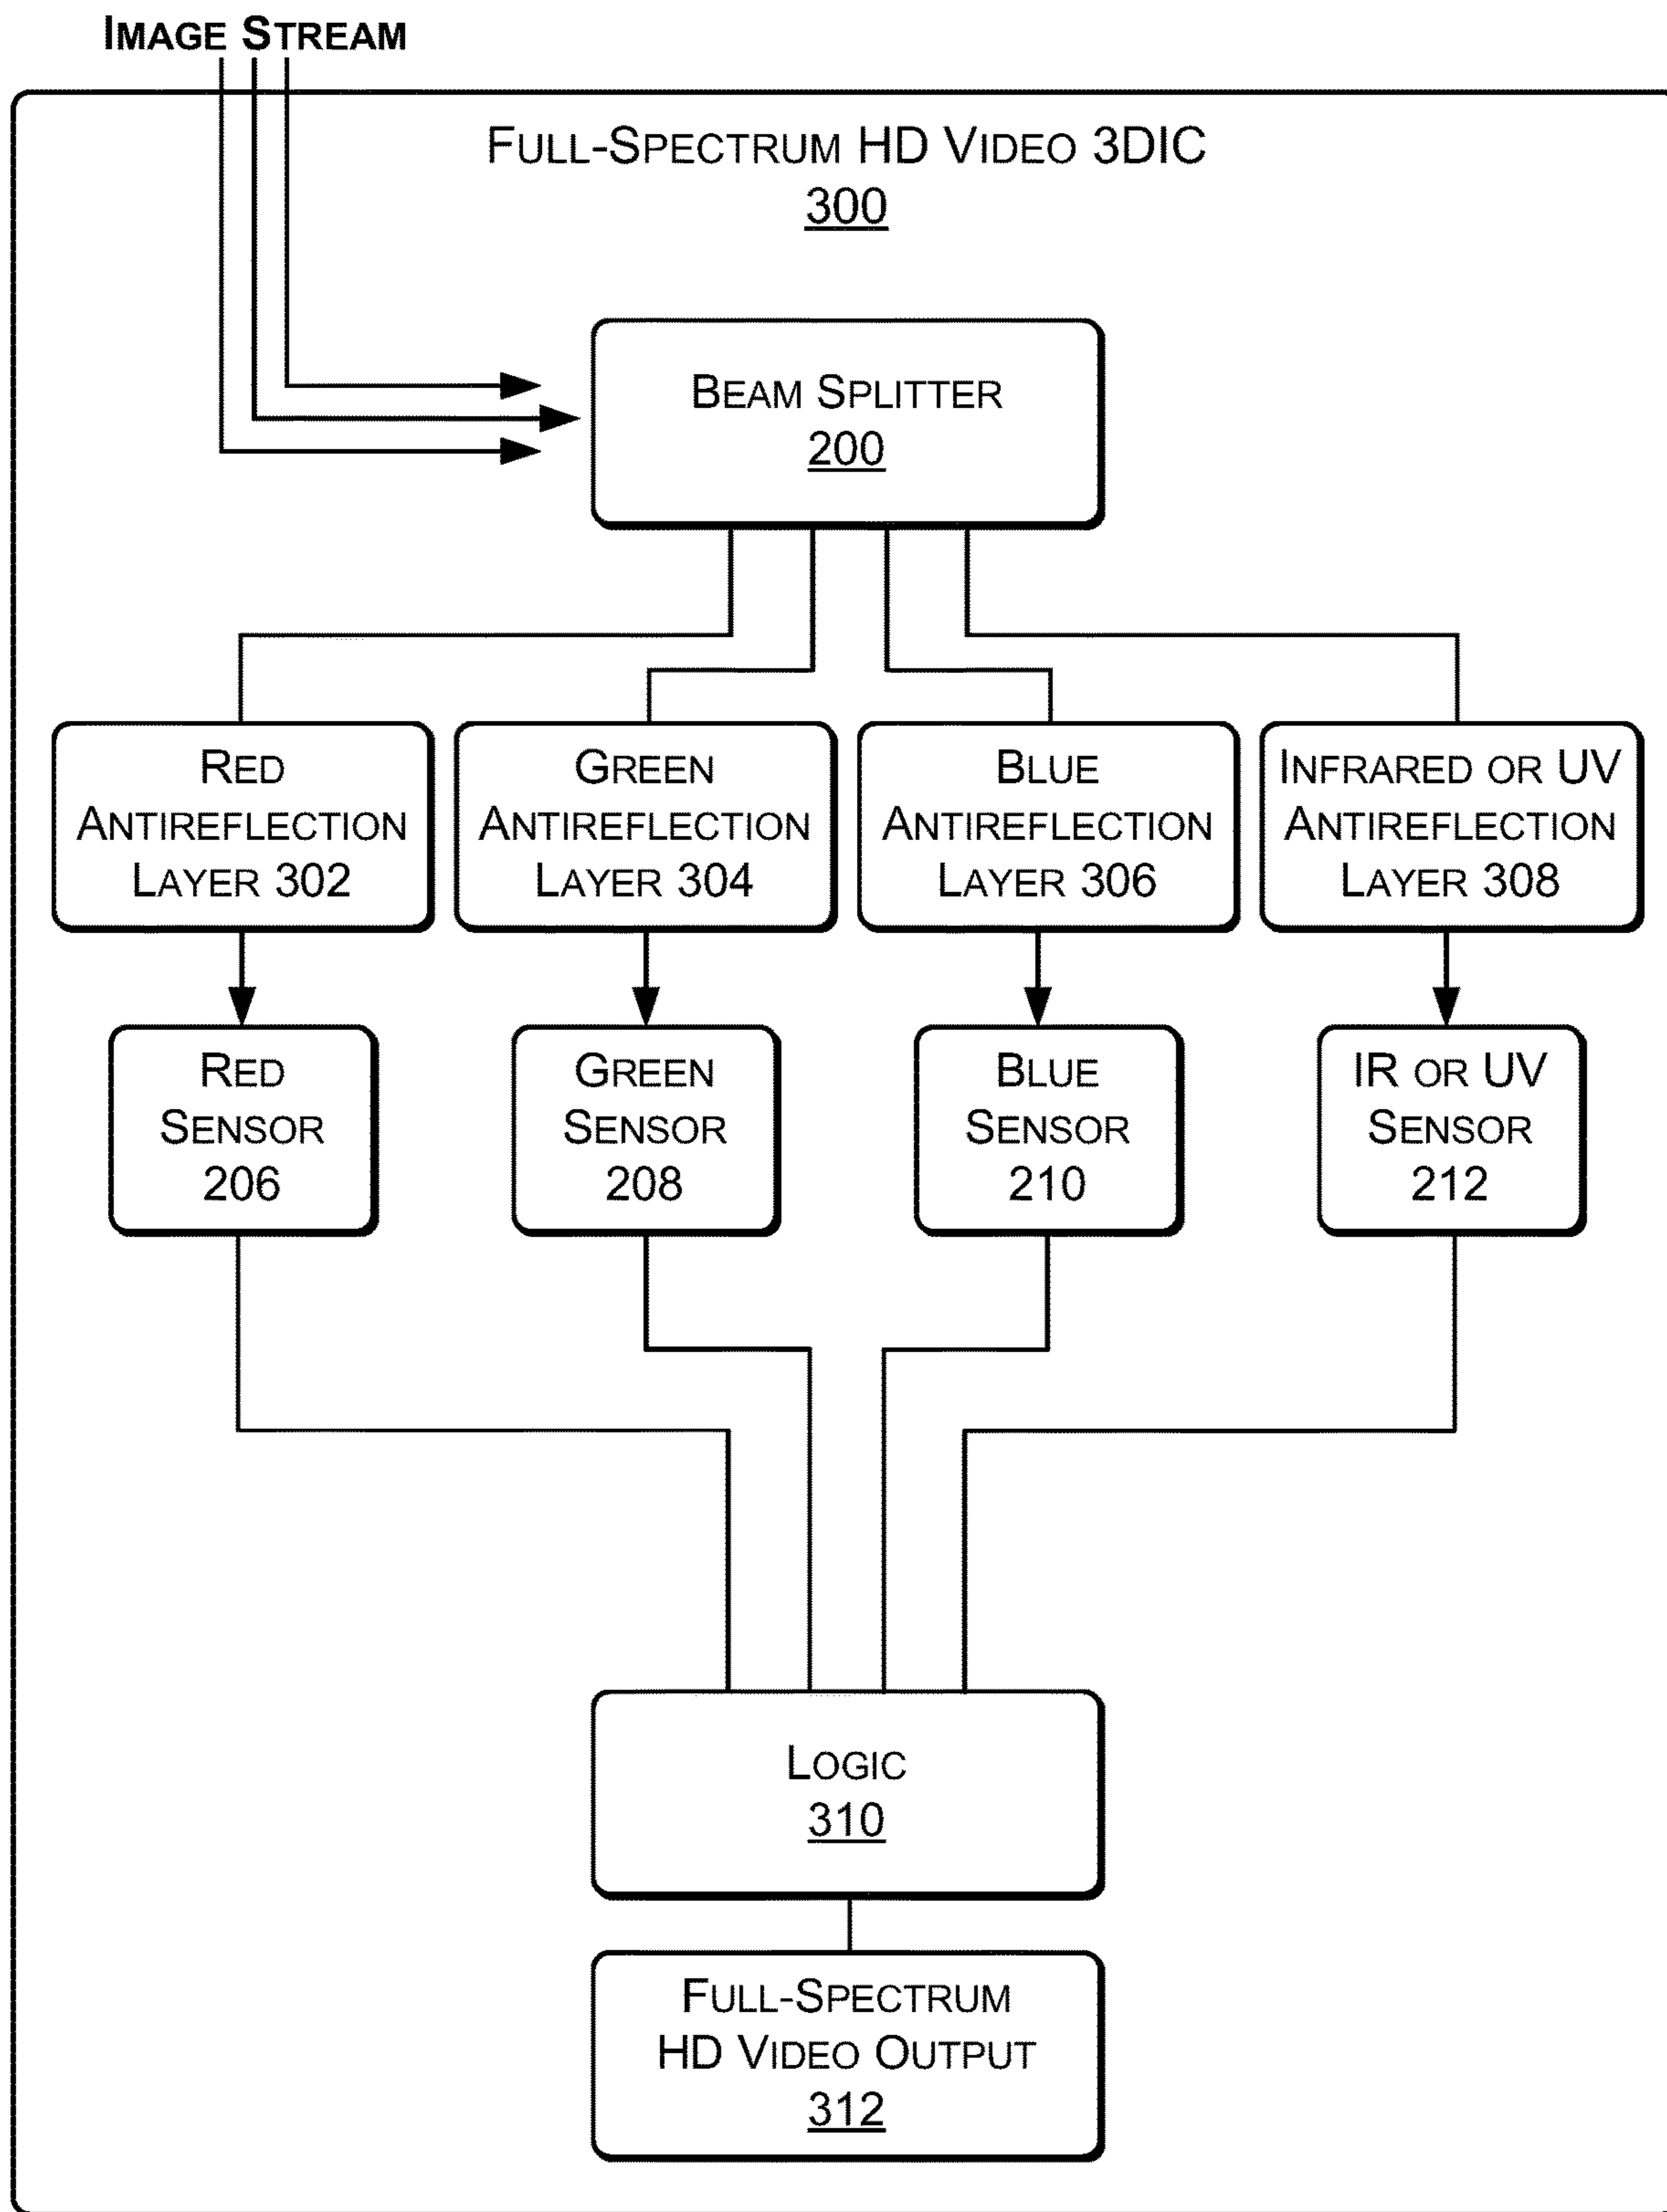 IMAGE STREAM
FULL-SPECTRUM HD VIDEO 3DIC
300
BEAM SPLITTER
200
RED
ANTIREFLECTION
LAYER 302
GREEN
ANTIREFLECTION
LAYER 304
BLUE
ANTIREFLECTION
LAYER 306
INFRARED OR UV
ANTIREFLECTION
LAYER 308
RED
SENSOR
206
GREEN
SENSOR
208
BLUE
SENSOR
210
IR OR UV
SENSOR
212
LOGIC
310
FULL-SPECTRUM
HD VIDEO OUTPUT
312